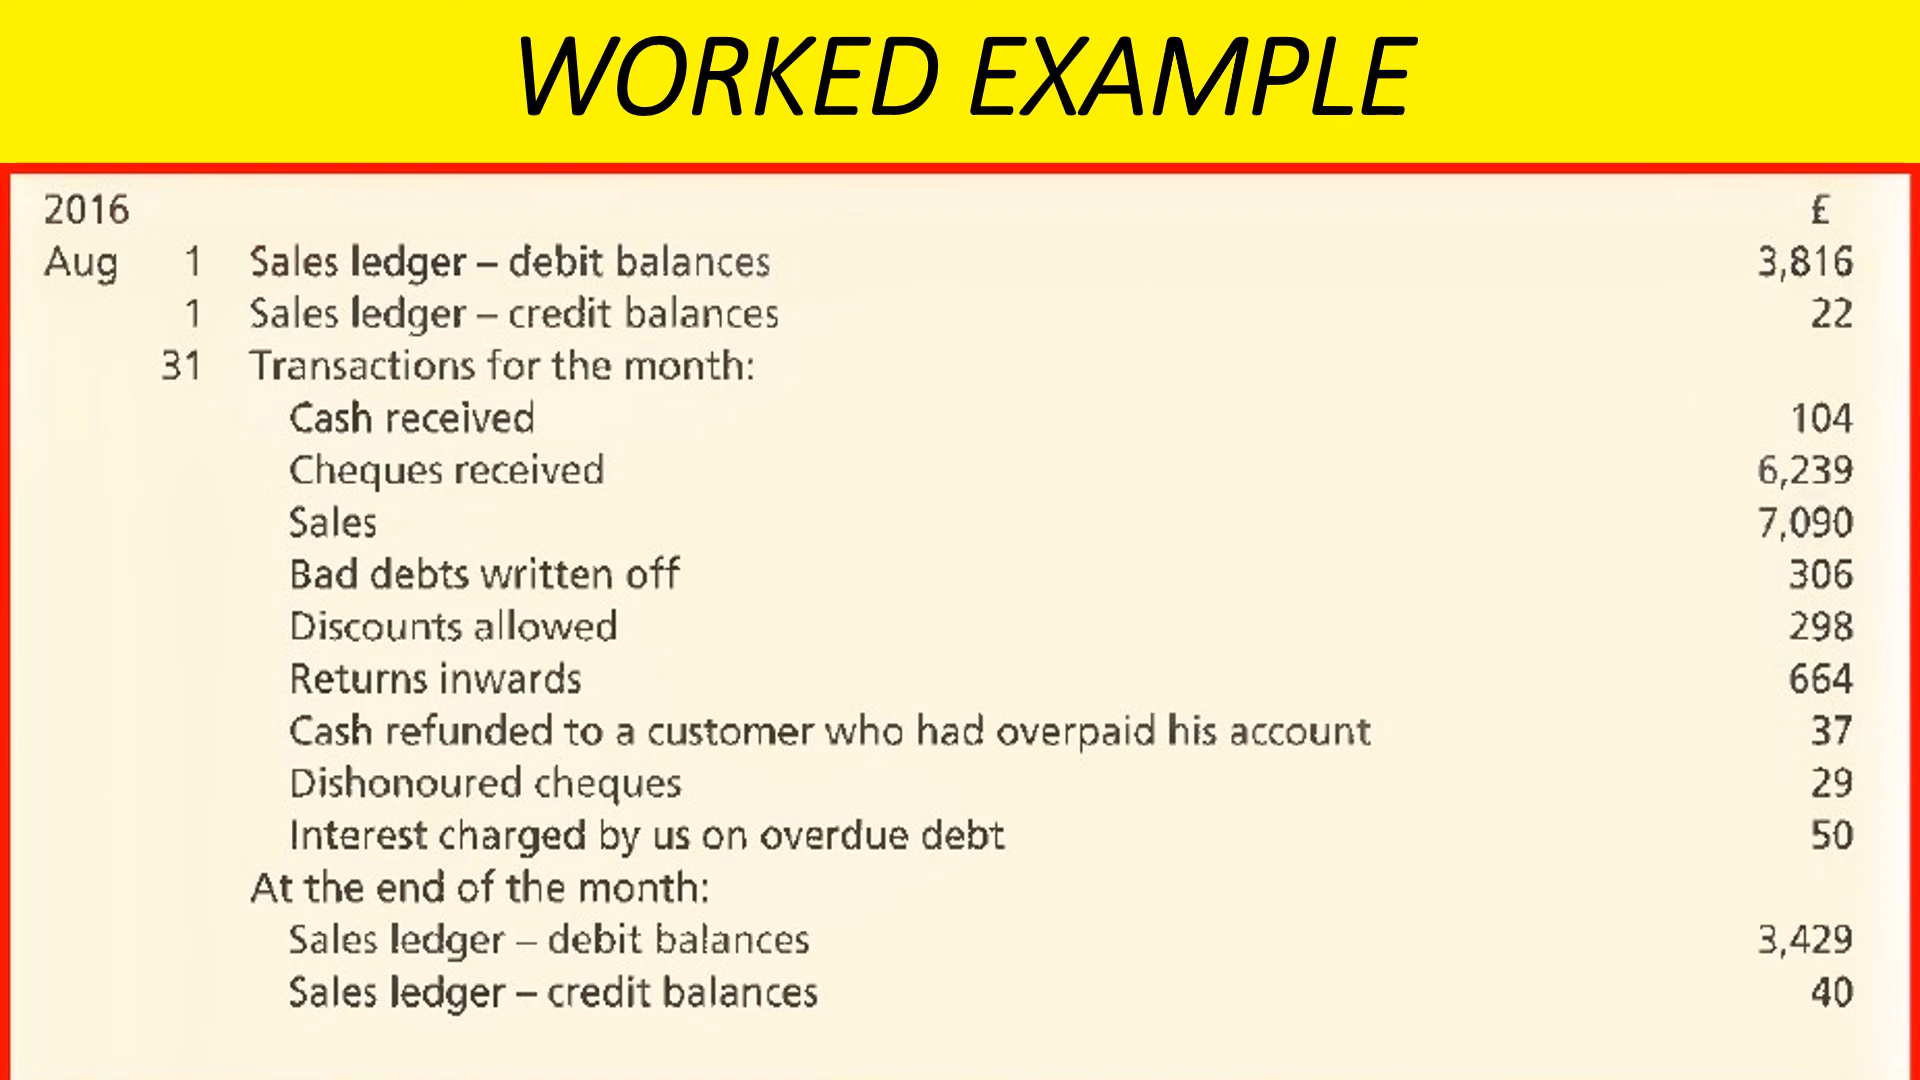 WORKED EXAMPLE
2016 £
Aug 1 Sales ledger – debit balances 3,816
1 Sales ledger – credit balances 22
31 Transactions for the month:
Cash received 104
Cheques received 6,239
Sales 7,090
Bad debts written off 306
Discounts allowed 298
Returns inwards 664
Cash refunded to a customer who had overpaid his account 37
Dishonoured cheques 29
Interest charged by us on overdue debt 50
At the end of the month:
Sales ledger – debit balances 3,429
Sales ledger – credit balances 40